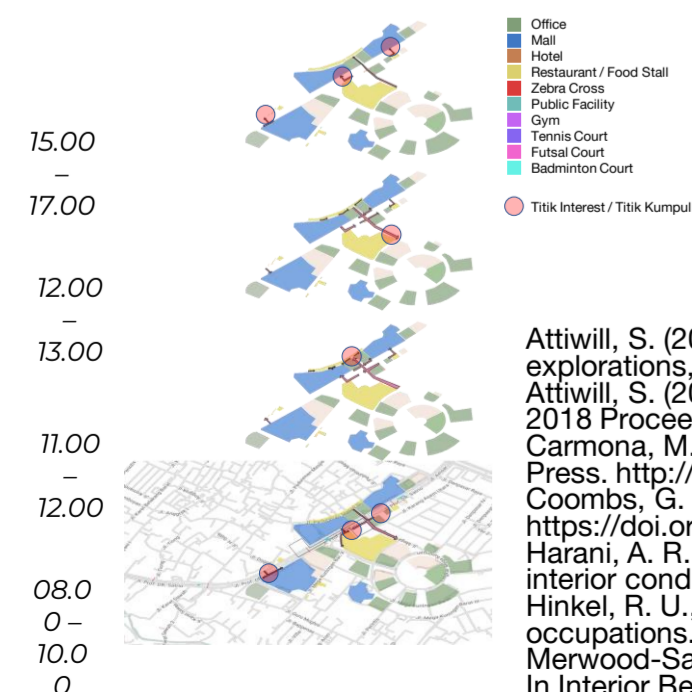 15.00
–
17.00
12.00
–
13.00
11.00
–
12.00
08.0
0 –
10.0
0
Office
Mall
Hotel
Restaurant / Food Stall
Zebra Cross
Public Facility
Gym
Tennis Court
Futsal Court
Badminton Court
Titik Interest / Titik Kumpul
Attiwill, S. (20
explorations,
Attiwill, S. (20
2018 Proceed
Carmona, M.
Press. http://
Coombs, G.
https://doi.or
Harani, A. R.
interior cond
Hinkel, R. U.,
occupations.
Merwood-Sa
In Interior Be